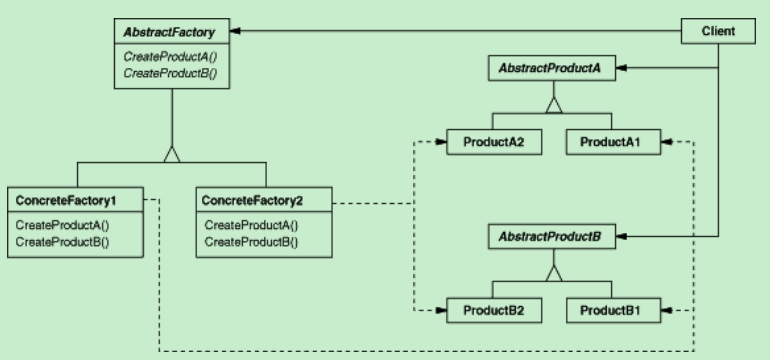 AbstractFactory
CreateProductA()
CreateProductB()
Client
AbstractProductA
ProductA2
ProductA1
ConcreteFactory1
CreateProductA()
CreateProductB()
ConcreteFactory2
CreateProductA()
CreateProductB()
AbstractProductB
ProductB2
ProductB1